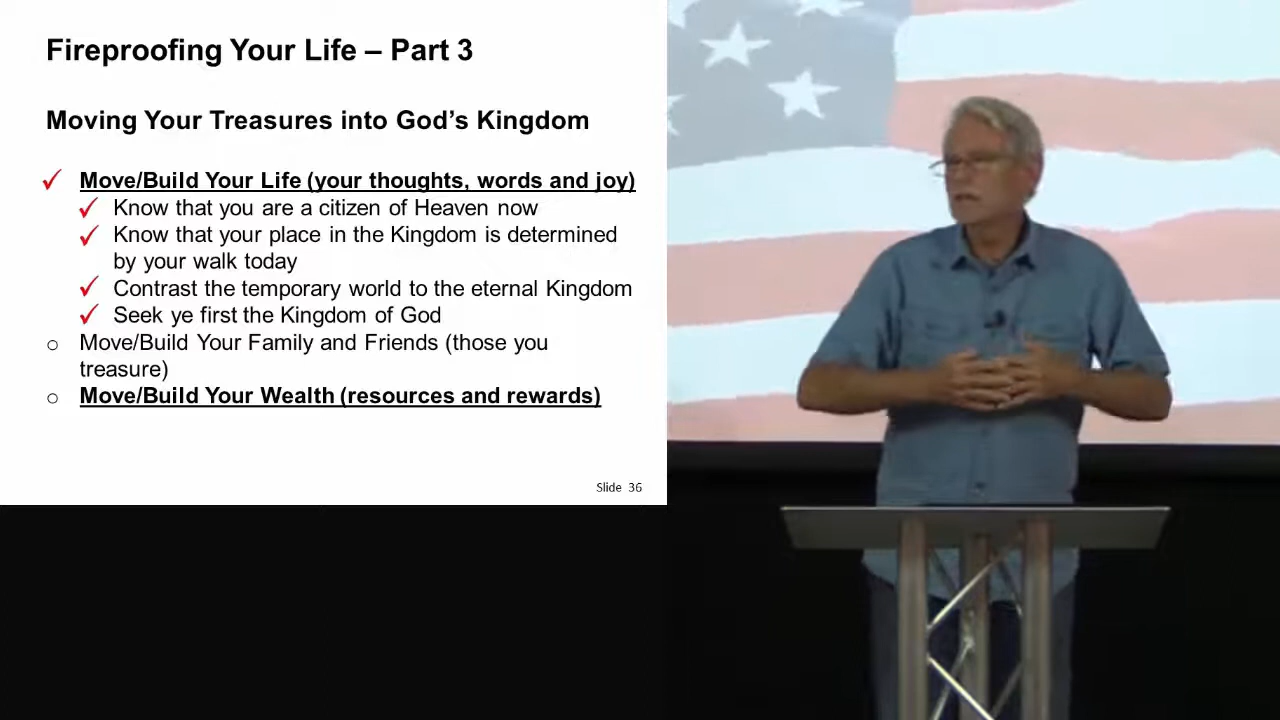 Fireproofing Your Life – Part 3
Moving Your Treasures into God's Kingdom
✓ Move/Build Your Life (your thoughts, words and joy)
✓ Know that you are a citizen of Heaven now
✓ Know that your place in the Kingdom is determined
by your walk today
✓ Contrast the temporary world to the eternal Kingdom
✓ Seek ye first the Kingdom of God
o Move/Build Your Family and Friends (those you
treasure)
o Move/Build Your Wealth (resources and rewards)
Slide 36